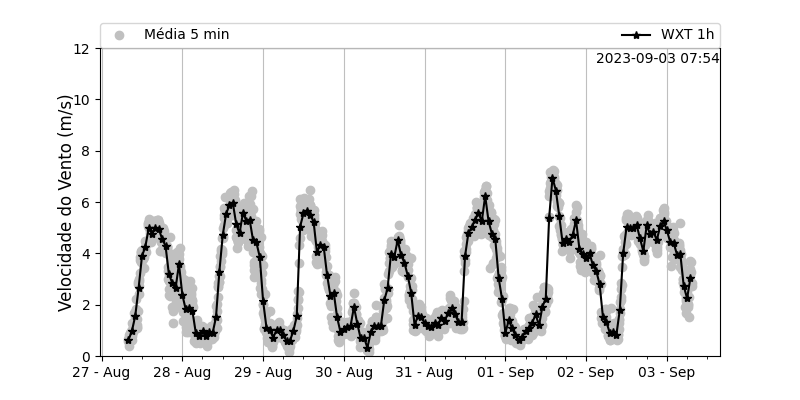 Média 5 min
WXT 1h
2023-09-03 07:54
Velocidade do Vento (m/s)
12
10
8
6
4
2
0
27 - Aug 28 - Aug 29 - Aug 30 - Aug 31 - Aug 01 - Sep 02 - Sep 03 - Sep